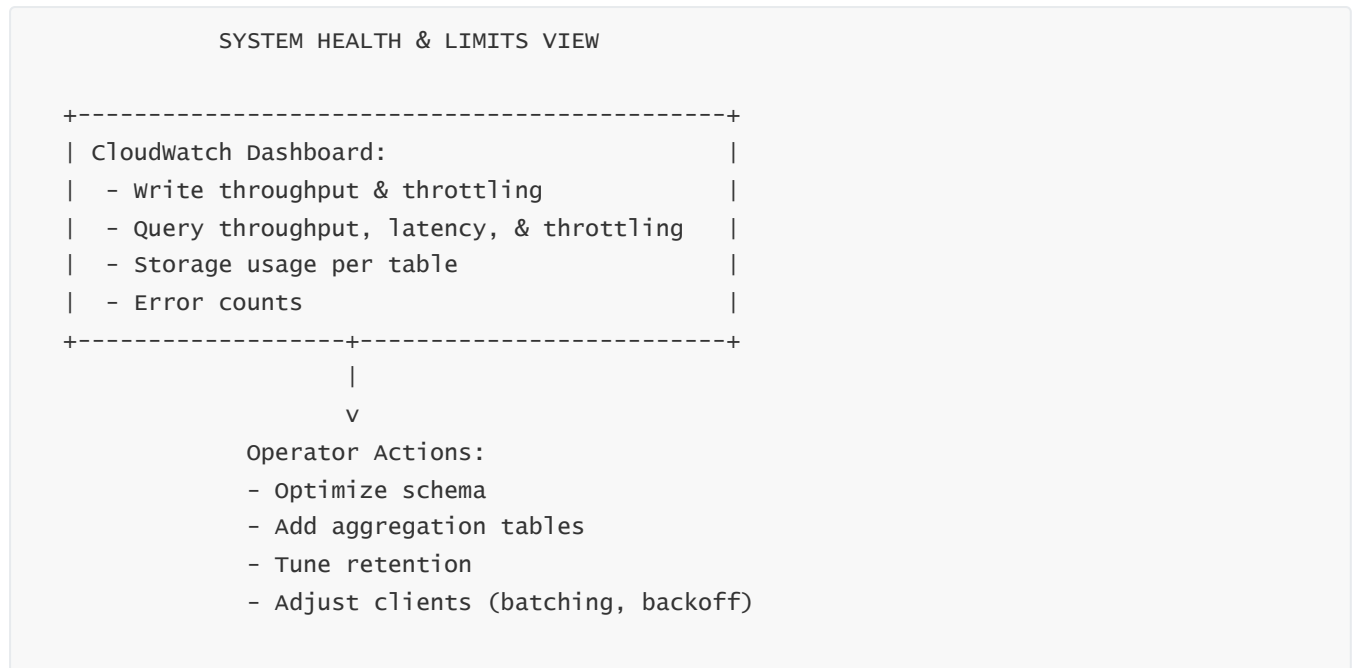 SYSTEM HEALTH & LIMITS VIEW
+----------------------------------------------+
| CloudWatch Dashboard:                        |
|  - Write throughput & throttling             |
|  - Query throughput, latency, & throttling   |
|  - Storage usage per table                   |
|  - Error counts                              |
+-------------------+--------------------------+
|
v
Operator Actions:
- Optimize schema
- Add aggregation tables
- Tune retention
- Adjust clients (batching, backoff)